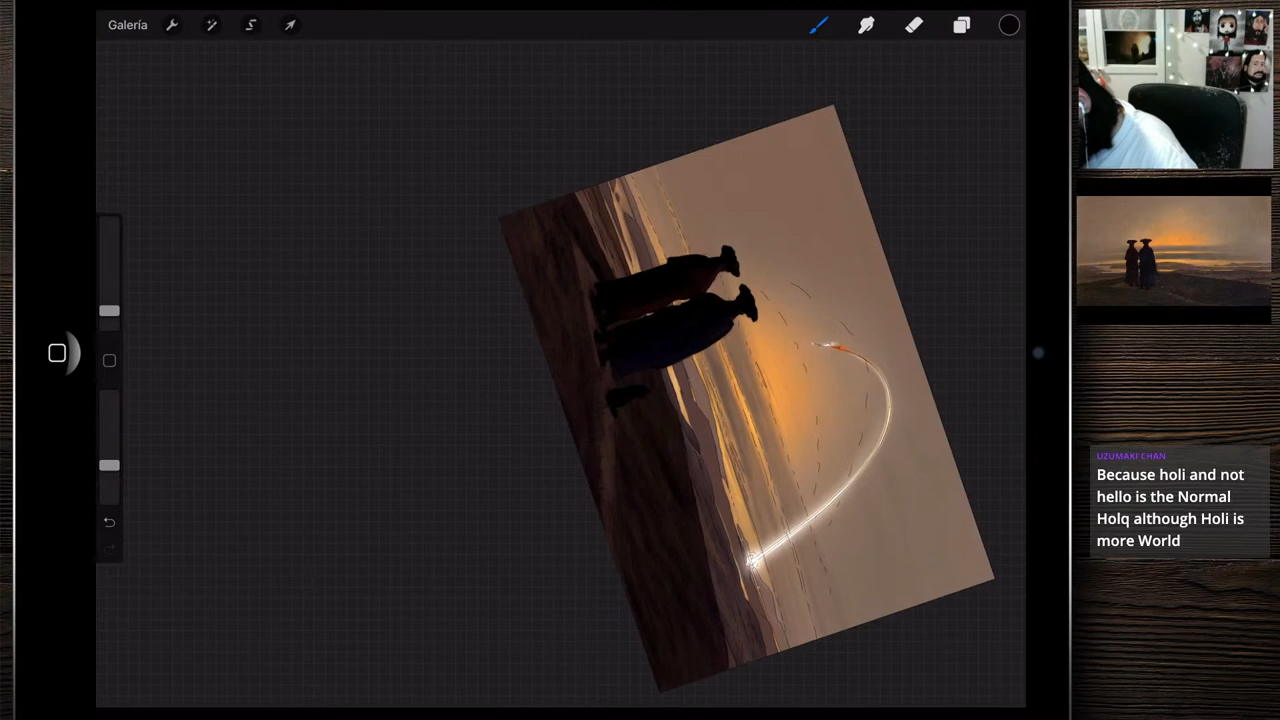 Galería
UZUMAKI CHAN
Because holi and not
hello is the Normal
Holq although Holi is
more World